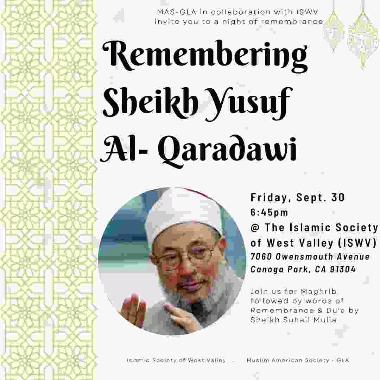 MAS-GLA in collaboration with ISWV
invite you to a night of remembrance
Remembering
Sheikh Yusuf
Al- Qaradawi
Friday, Sept. 30
6:45pm
@ The Islamic Society
of West Valley (ISWV)
7060 Owensmouth Avenue
Canoga Park, CA 91304
Join us for Maghrib
followed by words of
Remembrance & Du'a by
Sheikh Suhail Mulla
Islamic Society of West Valley
Muslim American Society - GLA